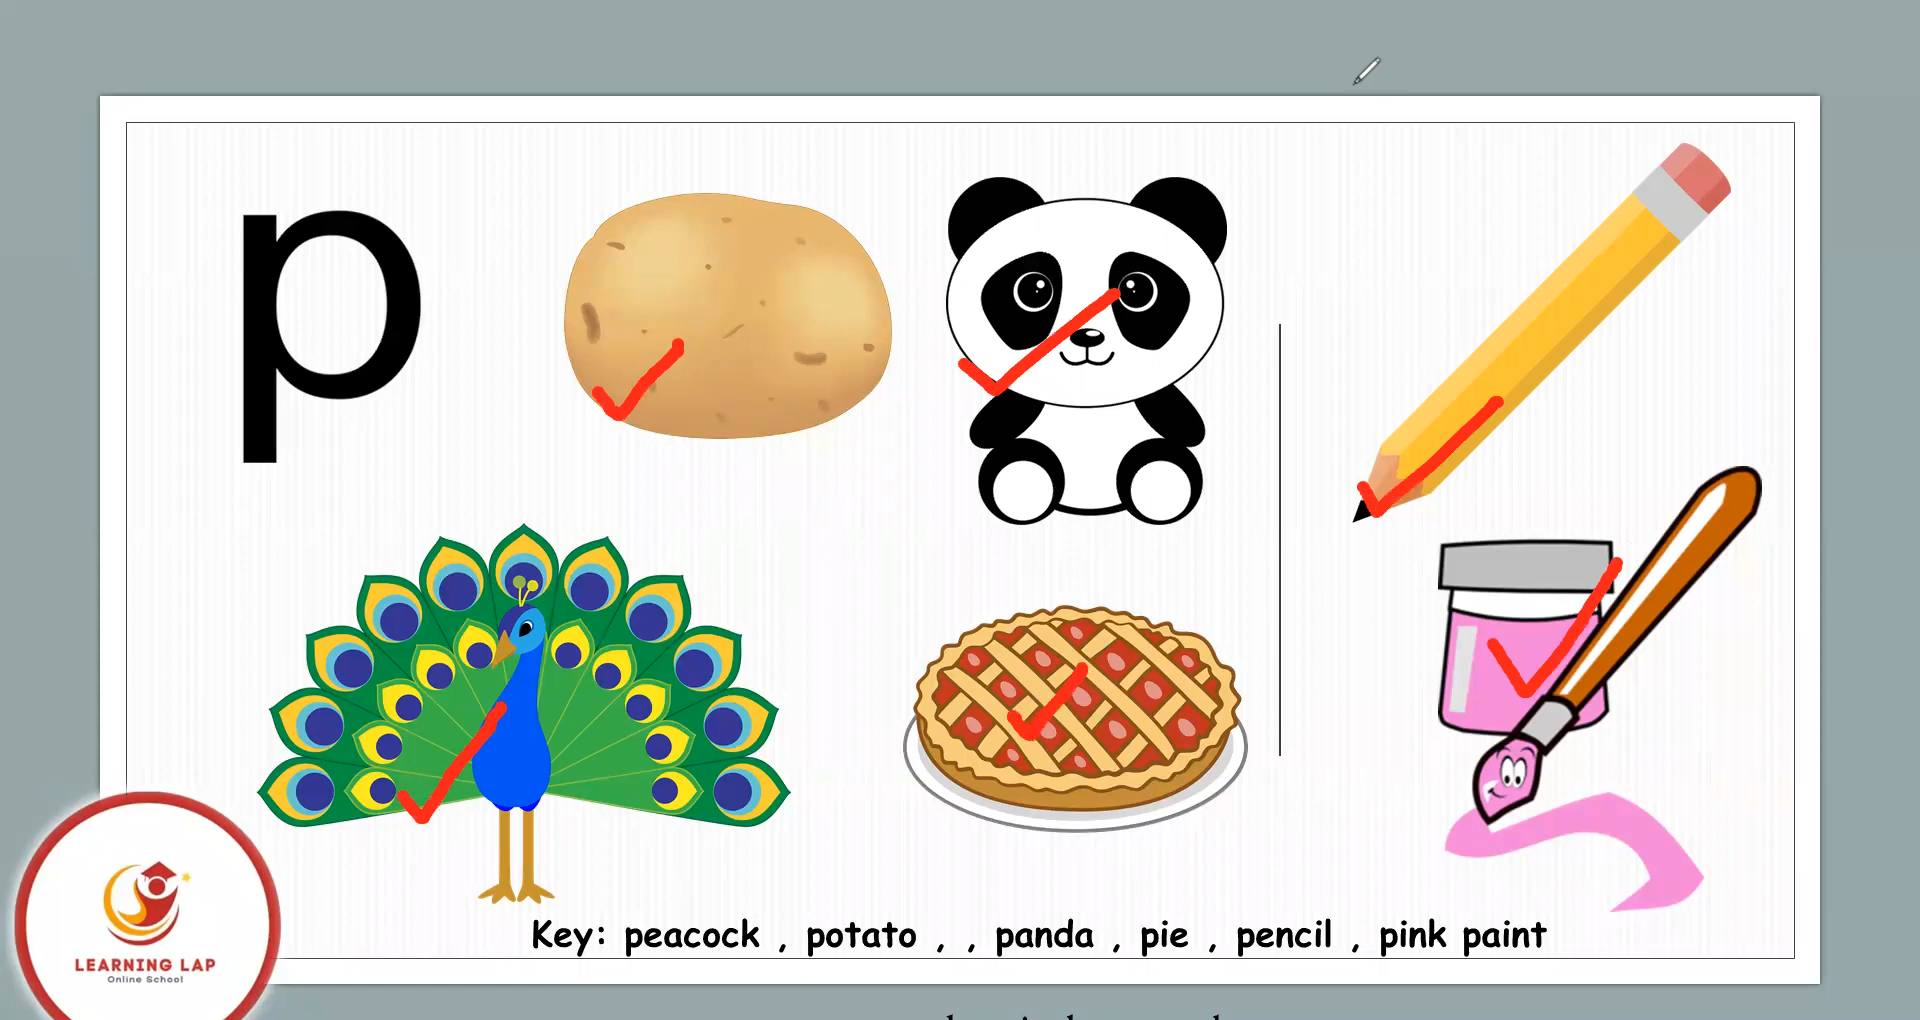 p
Key: peacock , potato , , panda , pie , pencil , pink paint
LEARNING LAP
Online School